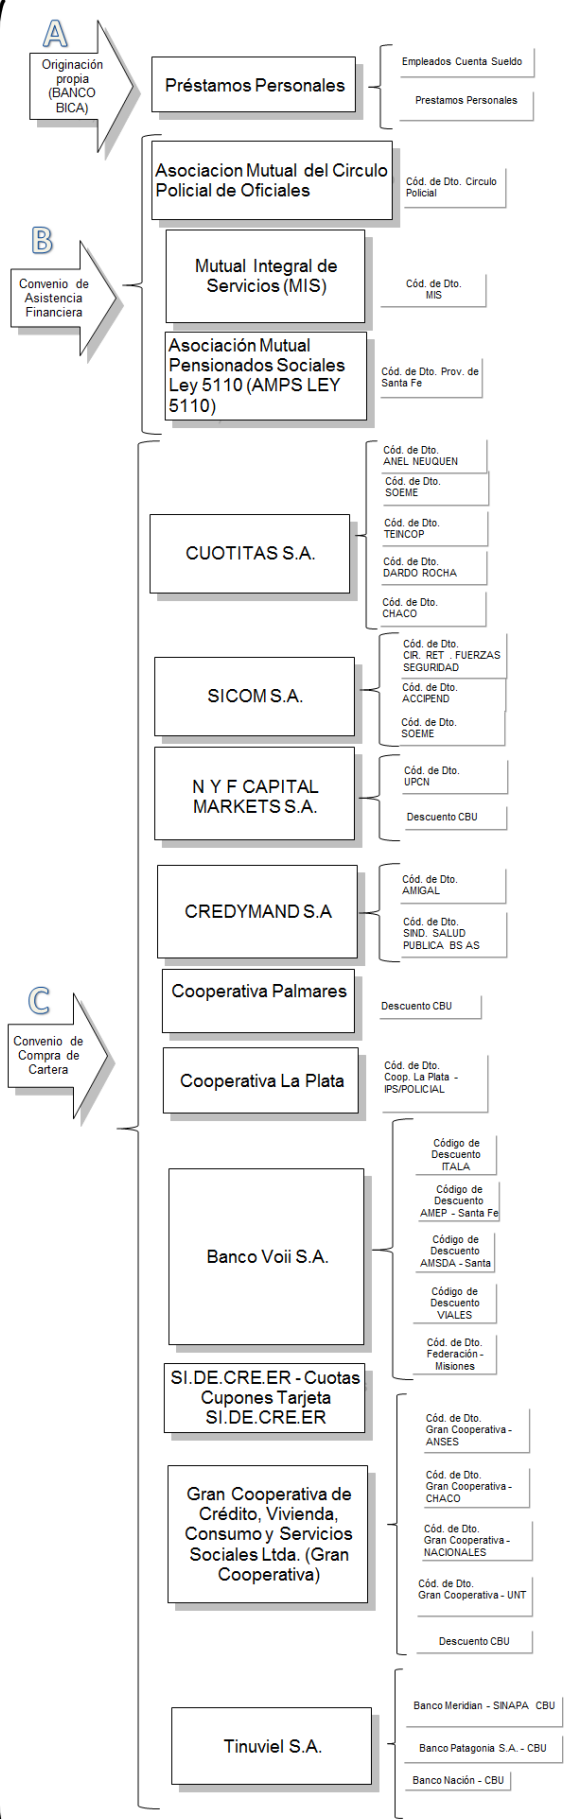 A
Originación
propia
(BANCO
BICA)
Préstamos Personales
Empleados Cuenta Sueldo
Prestamos Personales
B
Convenio de
Asistencia
Financiera
Asociacion Mutual del Circulo
Policial de Oficiales
Cód. de Dto. Circulo
Policial
Mutual Integral de
Servicios (MIS)
Cód. de Dto.
MIS
Asociación Mutual
Pensionados Sociales
Ley 5110 (AMPS LEY
5110)
Cód. de Dto. Prov. de
Santa Fe
C
Convenio de
Compra de
Cartera
CUOTITAS S.A.
Cód. de Dto.
ANEL NEUQUEN
Cód. de Dto.
SOEME
Cód. de Dto.
TEINCOP
Cód. de Dto.
DARDO ROCHA
Cód. de Dto.
CHACO
SICOM S.A.
Cód. de Dto.
CIR. RET . FUERZAS
SEGURIDAD
Cód. de Dto.
ACCIPEND
Cód. de Dto.
SOEME
N Y F CAPITAL
MARKETS S.A.
Cód. de Dto.
UPCN
Descuento CBU
CREDYMAND S.A
Cód. de Dto.
AMIGAL
Cód. de Dto.
SIND. SALUD
PUBLICA BS AS
Cooperativa Palmares
Descuento CBU
Cooperativa La Plata
Cód. de Dto.
Coop. La Plata -
IPS/POLICIAL
Banco Voii S.A.
Código de
Descuento
ITALA
Código de
Descuento
AMEP - Santa Fe
Código de
Descuento
AMSDA - Santa
Código de
Descuento
VIALES
Cód. de Dto.
Federación -
Misiones
SI.DE.CRE.ER - Cuotas
Cupones Tarjeta
SI.DE.CRE.ER
Gran Cooperativa de
Crédito, Vivienda,
Consumo y Servicios
Sociales Ltda. (Gran
Cooperativa)
Cód. de Dto.
Gran Cooperativa -
ANSES
Cód. de Dto.
Gran Cooperativa -
CHACO
Cód. de Dto.
Gran Cooperativa -
NACIONALES
Cód. de Dto.
Gran Cooperativa - UNT
Descuento CBU
Tinuviel S.A.
Banco Meridian - SINAPA CBU
Banco Patagonia S.A. - CBU
Banco Nación - CBU